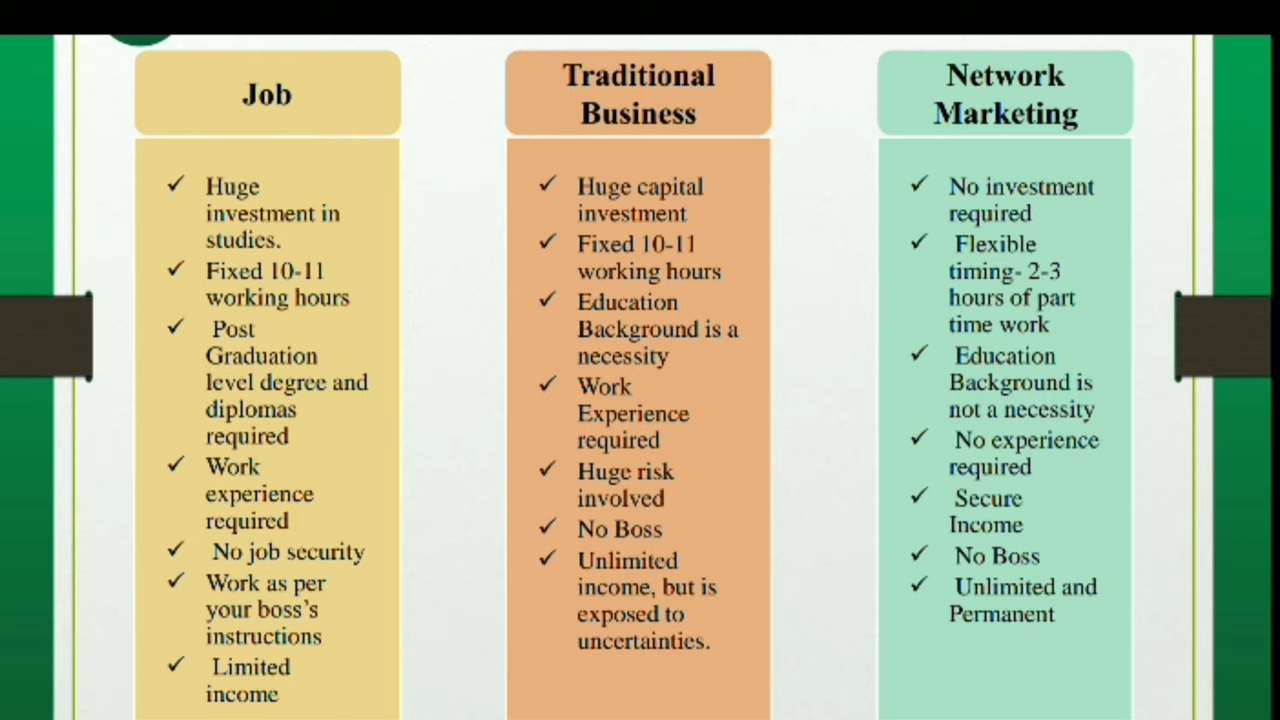 Job
✓ Huge
investment in
studies.
✓ Fixed 10-11
working hours
✓ Post
Graduation
level degree and
diplomas
required
✓ Work
experience
required
✓ No job security
✓ Work as per
your boss's
instructions
✓ Limited
income
Traditional
Business
✓ Huge capital
investment
✓ Fixed 10-11
working hours
✓ Education
Background is a
necessity
✓ Work
Experience
required
✓ Huge risk
involved
✓ No Boss
✓ Unlimited
income, but is
exposed to
uncertainties.
Network
Marketing
✓ No investment
required
✓ Flexible
timing- 2-3
hours of part
time work
✓ Education
Background is
not a necessity
✓ No experience
required
✓ Secure
Income
✓ No Boss
✓ Unlimited and
Permanent